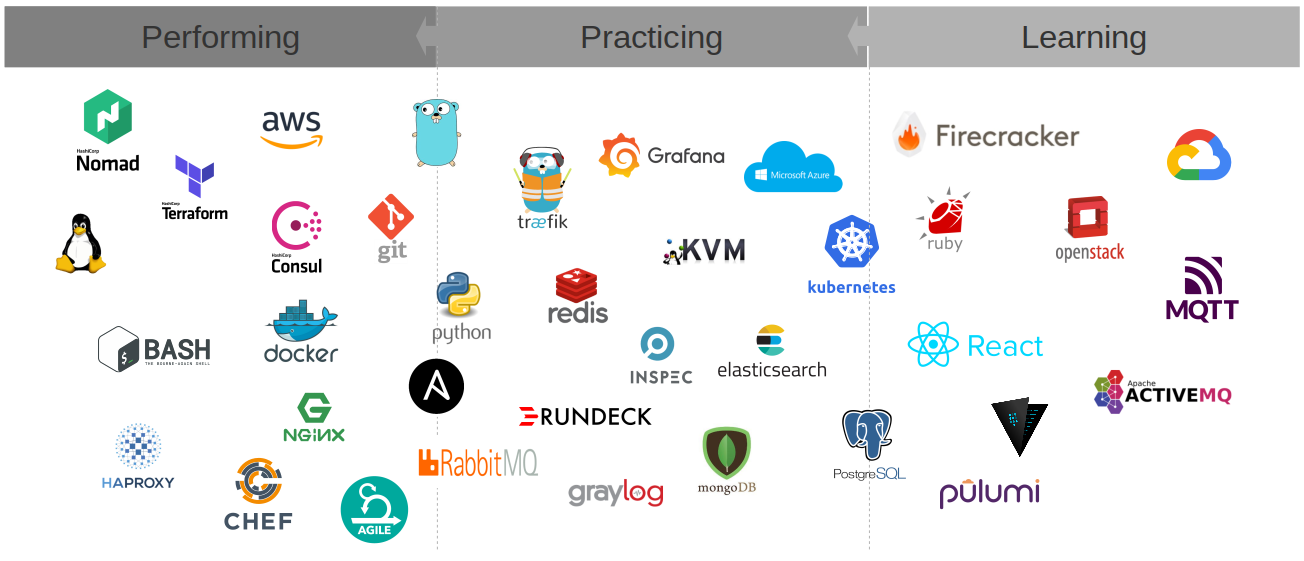 Performing
Practicing
Learning
HashiCorp
Nomad
aws
HashiCorp
Terraform
HashiCorp
Consul
git
træfik
Grafana
Microsoft Azure
KVM
kubernetes
Firecracker
ruby
openstack
MQTT
$_
BASH
THE BOURNE-AGAIN SHELL
docker
python
redis
INSPEC
elasticsearch
React
Apache
ACTIVEMQ
NGiNX
HAPROXY
CHEF
AGILE
RUNDECK
RabbitMQ
graylog
mongoDB
PostgreSQL
pulumi